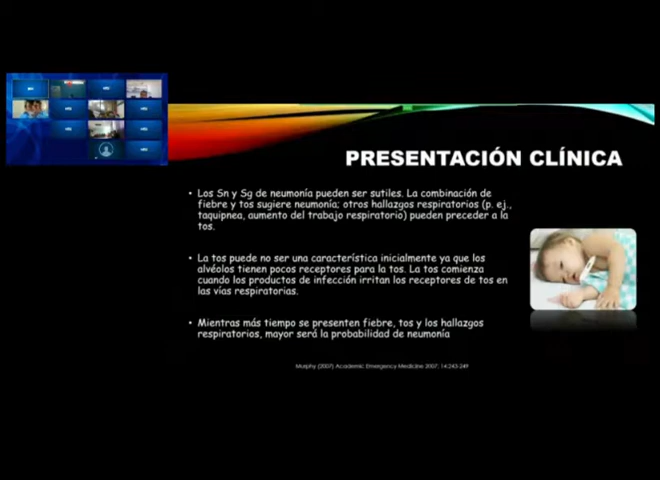 PRESENTACIÓN CLÍNICA
• Los Sn y Sg de neumonía pueden ser sutiles. La combinación de
fiebre y tos sugiere neumonía; otros hallazgos respiratorios (p. ej.,
taquipnea, aumento del trabajo respiratorio) pueden preceder a la
tos.
• La tos puede no ser una característica inicialmente ya que los
alvéolos tienen pocos receptores para la tos. La tos comienza
cuando los productos de infección irritan los receptores de tos en
las vías respiratorias.
• Mientras más tiempo se presenten fiebre, tos y los hallazgos
respiratorios, mayor será la probabilidad de neumonía
Murphy (2007) Academic Emergency Medicine 2007; 14:243-249